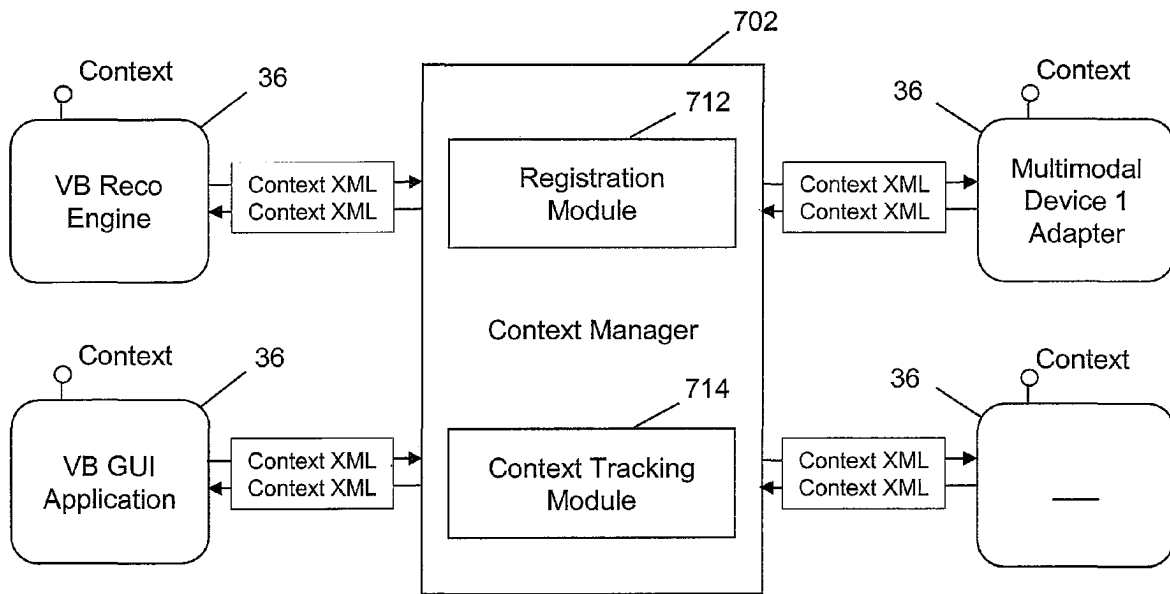 702
Context
36
VB Reco
Engine
Context XML
Context XML
712
Registration
Module
Context XML
Context XML
Context
36
Multimodal
Device 1
Adapter
Context Manager
Context
36
VB GUI
Application
Context XML
Context XML
714
Context Tracking
Module
Context XML
Context XML
Context
36